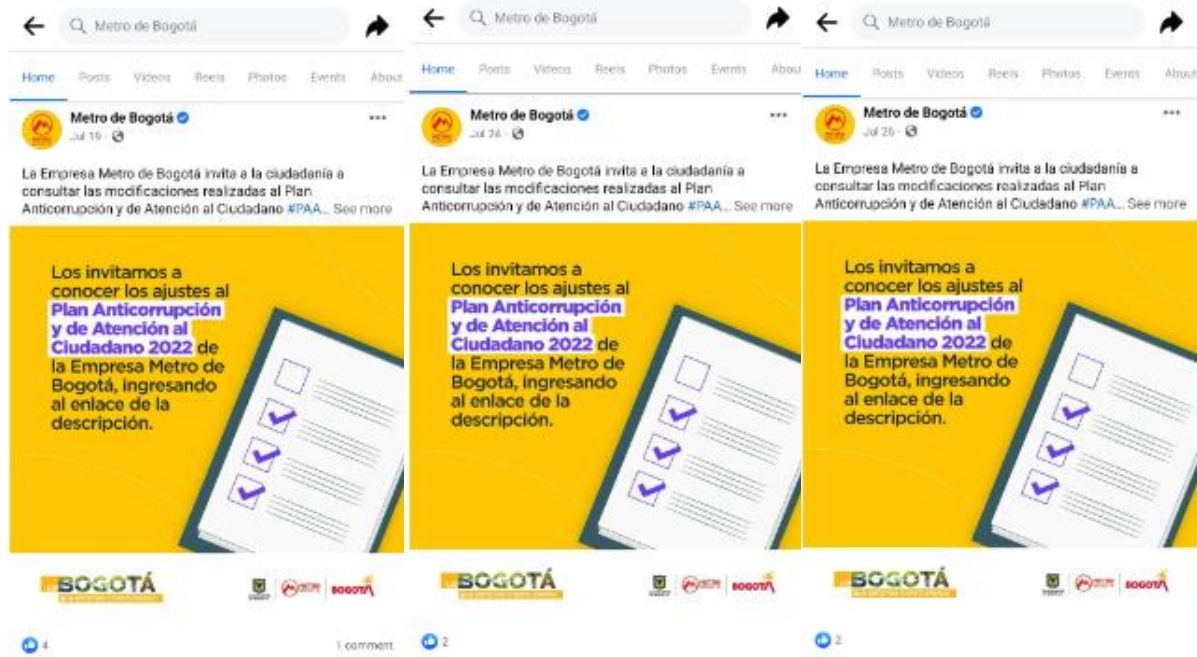 Metro de Bogotá
Home Posts Videos Reels Photos Events About
Metro de Bogotá
Jul 19
La Empresa Metro de Bogotá invita a la ciudadanía a
consultar las modificaciones realizadas al Plan
Anticorrupción y de Atención al Ciudadano #PAA... See more
Los invitamos a
conocer los ajustes al
Plan Anticorrupción
y de Atención al
Ciudadano 2022 de
la Empresa Metro de
Bogotá, ingresando
al enlace de la
descripción.
BOGOTÁ
BOGOTÁ
4
1 comment
Metro de Bogotá
Home Posts Videos Reels Photos Events About
Metro de Bogotá
Jul 24
La Empresa Metro de Bogotá invita a la ciudadanía a
consultar las modificaciones realizadas al Plan
Anticorrupción y de Atención al Ciudadano #PAA... See more
Los invitamos a
conocer los ajustes al
Plan Anticorrupción
y de Atención al
Ciudadano 2022 de
la Empresa Metro de
Bogotá, ingresando
al enlace de la
descripción.
BOGOTÁ
BOGOTÁ
2
Metro de Bogotá
Home Posts Videos Reels Photos Events About
Metro de Bogotá
Jul 26
La Empresa Metro de Bogotá invita a la ciudadanía a
consultar las modificaciones realizadas al Plan
Anticorrupción y de Atención al Ciudadano #PAA... See more
Los invitamos a
conocer los ajustes al
Plan Anticorrupción
y de Atención al
Ciudadano 2022 de
la Empresa Metro de
Bogotá, ingresando
al enlace de la
descripción.
BOGOTÁ
BOGOTÁ
2